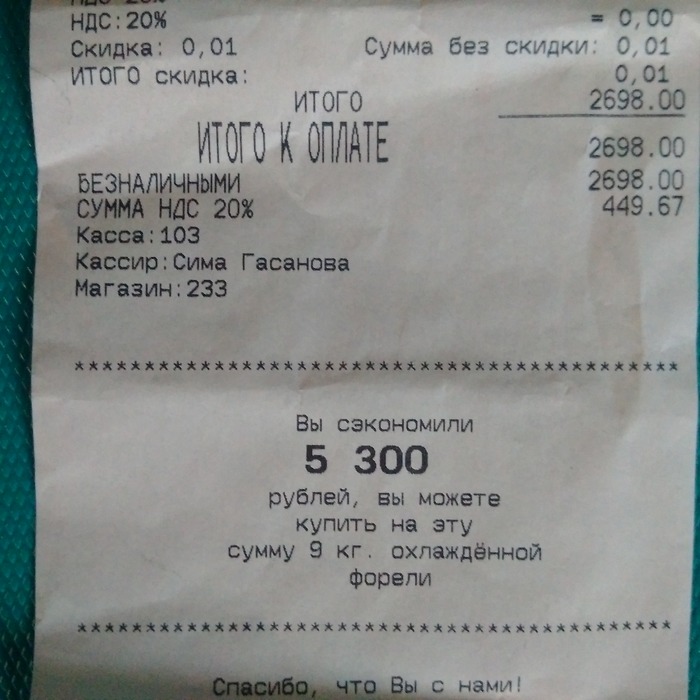 НДС:20% = 0,00
Скидка: 0,01 Сумма без скидки: 0,01
ИТОГО скидка: 0,01
ИТОГО 2698.00
ИТОГО К ОПЛАТЕ 2698.00
БЕЗНАЛИЧНЫМИ 2698.00
СУММА НДС 20% 449.67
Касса:103
Кассир:Сима Гасанова
Магазин:233
********************************************
Вы сэкономили
5 300
рублей, вы можете
купить на эту
сумму 9 кг. охлаждённой
форели
********************************************
Спасибо, что Вы с нами!